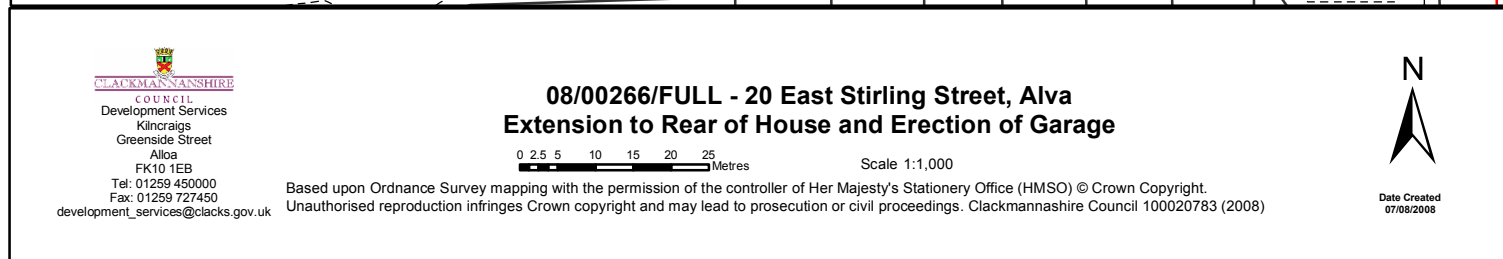 CLACKMANNANSHIRE
COUNCIL
Development Services
Kilncraigs
Greenside Street
Alloa
FK10 1EB
Tel: 01259 450000
Fax: 01259 727450
development_services@clacks.gov.uk
08/00266/FULL - 20 East Stirling Street, Alva
Extension to Rear of House and Erection of Garage
0 2.5 5 10 15 20 25
Metres
Scale 1:1,000
Based upon Ordnance Survey mapping with the permission of the controller of Her Majesty's Stationery Office (HMSO) © Crown Copyright.
Unauthorised reproduction infringes Crown copyright and may lead to prosecution or civil proceedings. Clackmannashire Council 100020783 (2008)
N
Date Created
07/08/2008